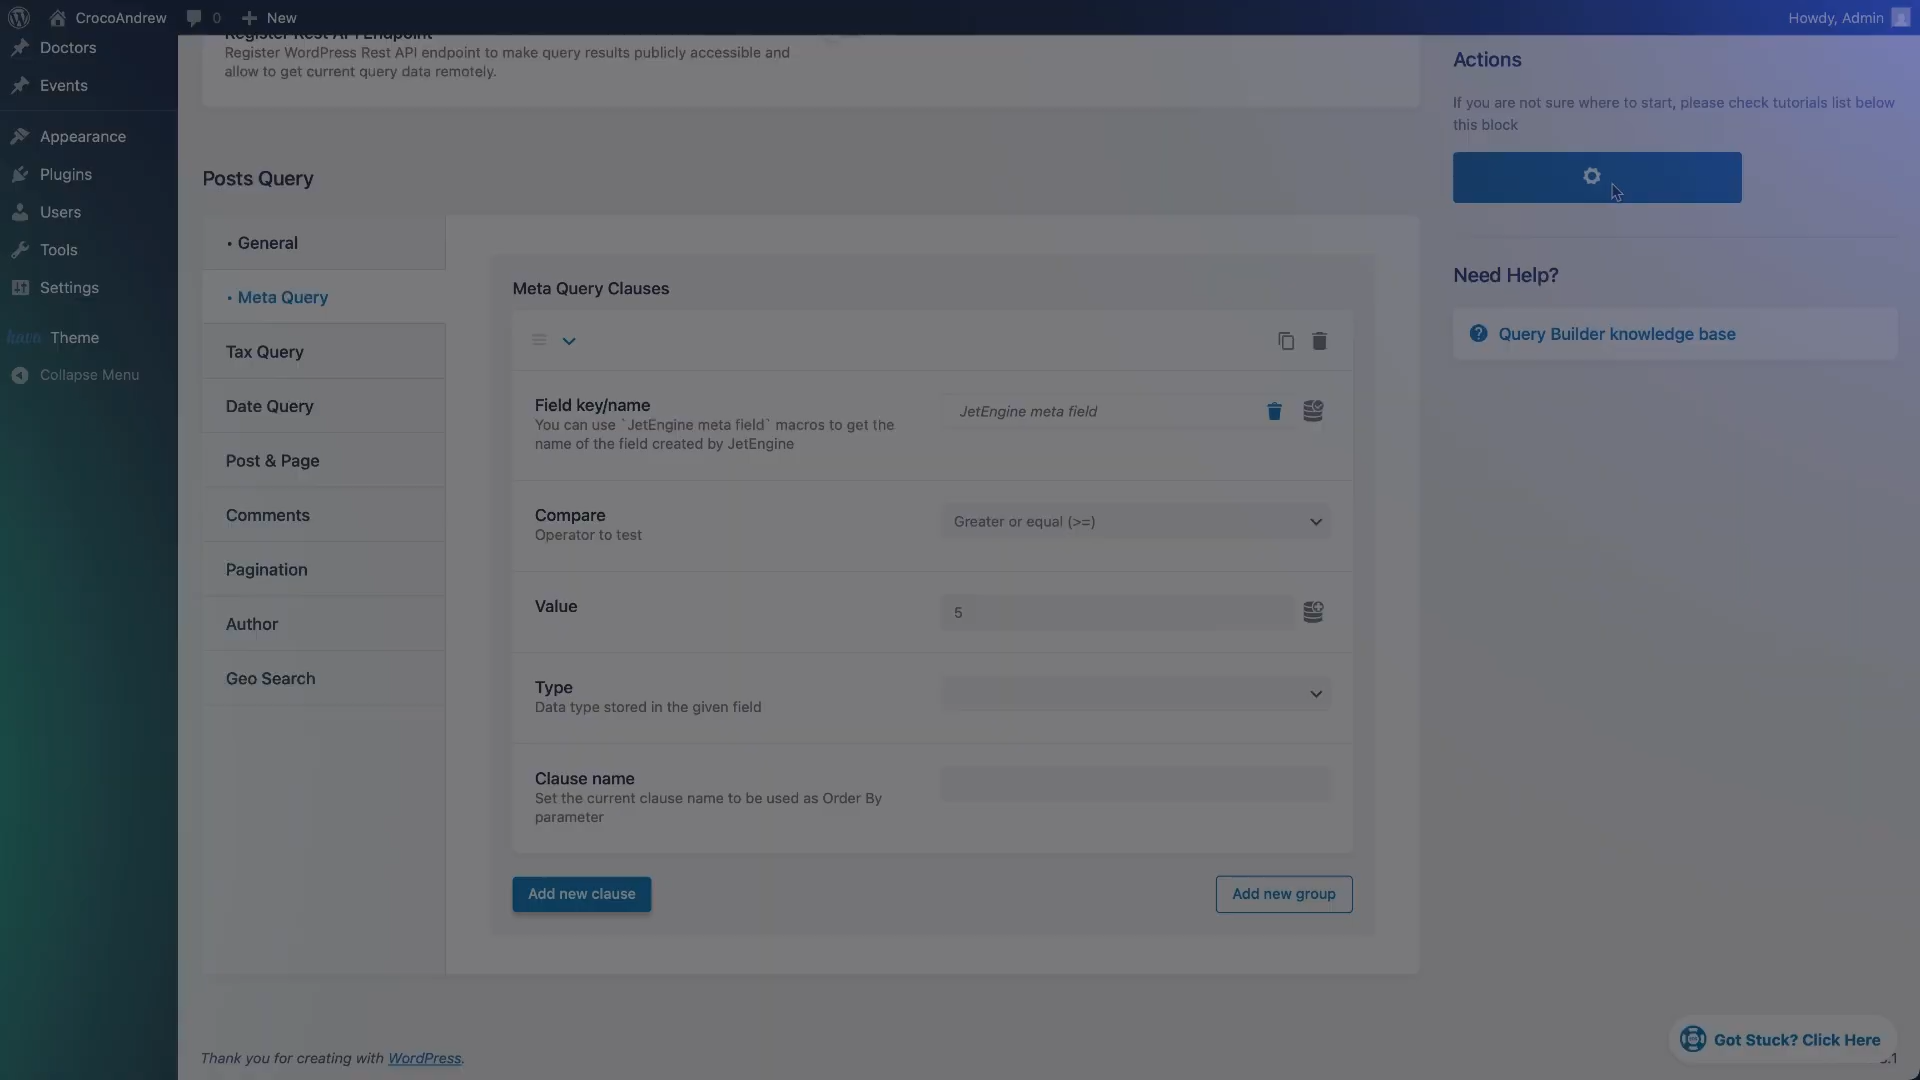 CrocoAndrew
0
New
Howdy, Admin
Doctors
Events
Appearance
Plugins
Users
Tools
Settings
kava Theme
Collapse Menu
Register Rest API Endpoint
Register WordPress Rest API endpoint to make query results publicly accessible and
allow to get current query data remotely.
Posts Query
• General
• Meta Query
Tax Query
Date Query
Post & Page
Comments
Pagination
Author
Geo Search
Meta Query Clauses
Field key/name
You can use `JetEngine meta field` macros to get the
name of the field created by JetEngine
JetEngine meta field
Compare
Operator to test
Greater or equal (>=)
Value
5
Type
Data type stored in the given field
Clause name
Set the current clause name to be used as Order By
parameter
Add new clause
Add new group
Actions
If you are not sure where to start, please check tutorials list below
this block
Need Help?
Query Builder knowledge base
Thank you for creating with WordPress.
Got Stuck? Click Here